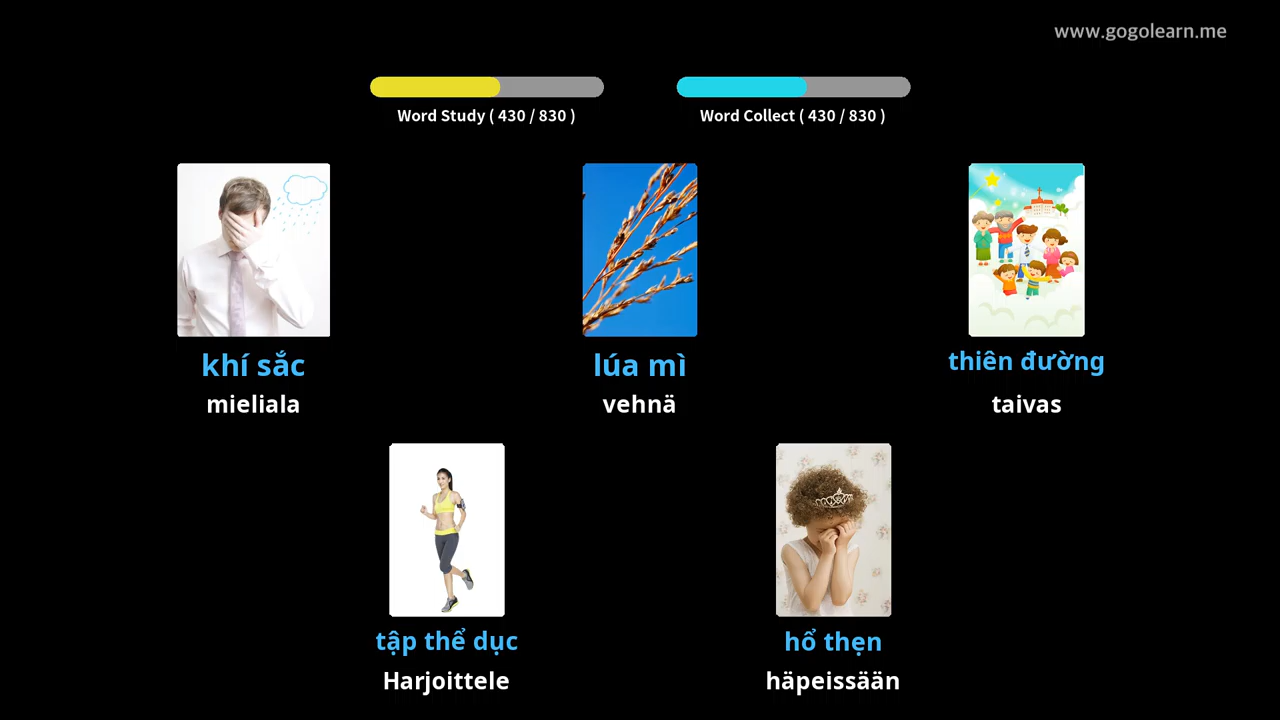 www.gogolearn.me
Word Study ( 430 / 830 )
Word Collect ( 430 / 830 )
khí sắc
mieliala
lúa mì
vehnä
thiên đường
taivas
tập thể dục
Harjoittele
hổ thẹn
häpeissään